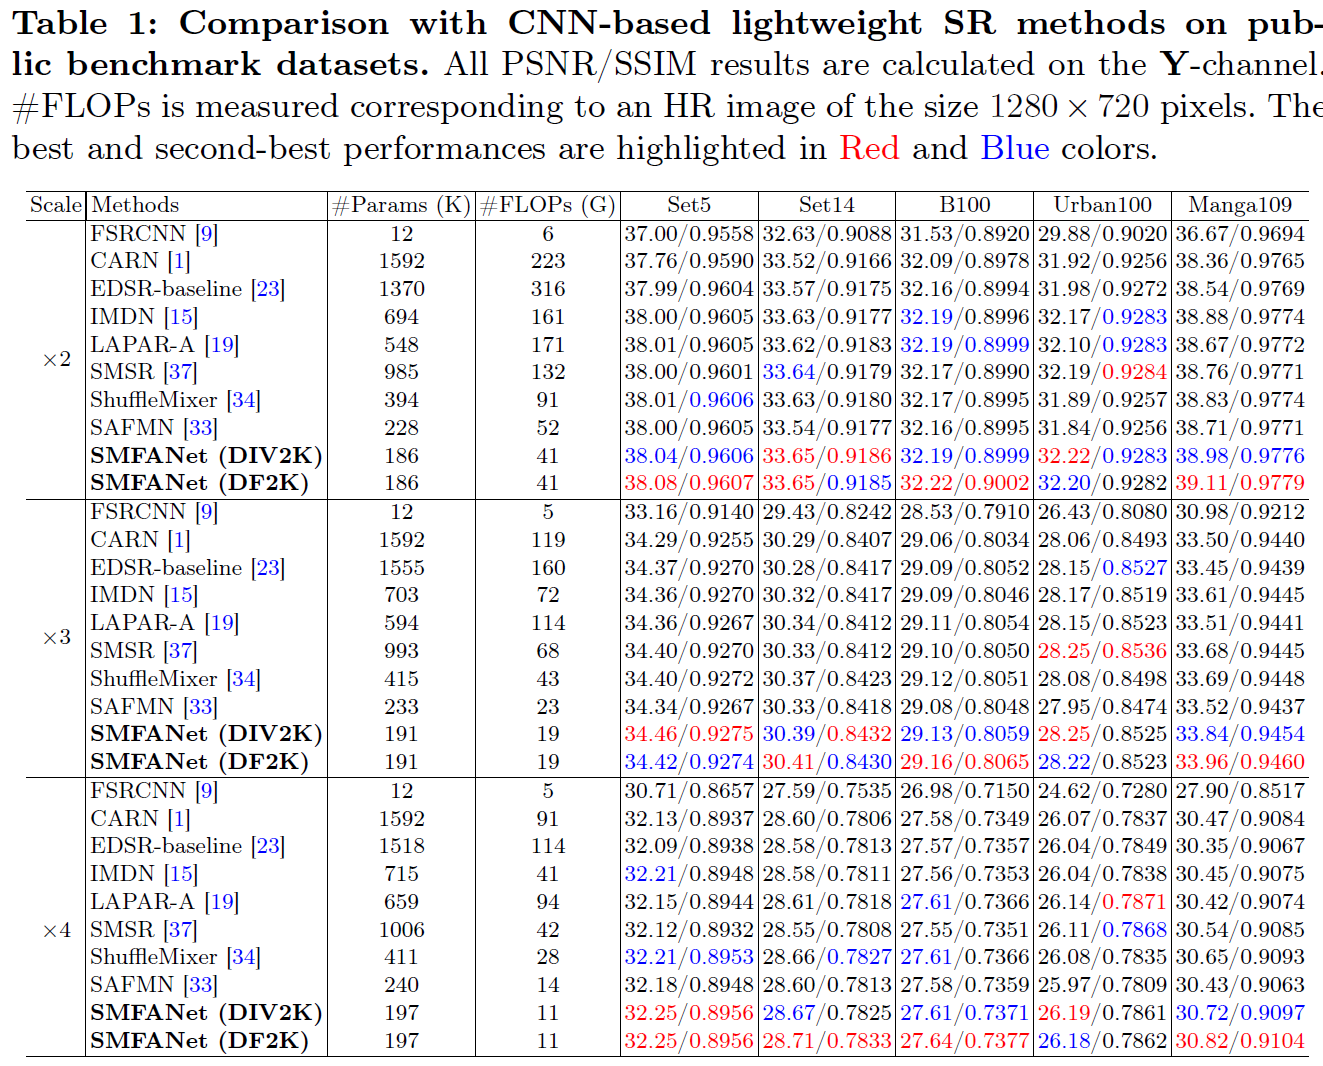 Table 1: Comparison with CNN-based lightweight SR methods on pub-
lic benchmark datasets. All PSNR/SSIM results are calculated on the Y-channel.
#FLOPs is measured corresponding to an HR image of the size 1280 × 720 pixels. The
best and second-best performances are highlighted in Red and Blue colors.
Scale Methods #Params (K) #FLOPs (G) Set5 Set14 B100 Urban100 Manga109
×2
FSRCNN [9] 12 6 37.00/0.9558 32.63/0.9088 31.53/0.8920 29.88/0.9020 36.67/0.9694
CARN [1] 1592 223 37.76/0.9590 33.52/0.9166 32.09/0.8978 31.92/0.9256 38.36/0.9765
EDSR-baseline [23] 1370 316 37.99/0.9604 33.57/0.9175 32.16/0.8994 31.98/0.9272 38.54/0.9769
IMDN [15] 694 161 38.00/0.9605 33.63/0.9177 32.19/0.8996 32.17/0.9283 38.88/0.9774
LAPAR-A [19] 548 171 38.01/0.9605 33.62/0.9183 32.19/0.8999 32.10/0.9283 38.67/0.9772
SMSR [37] 985 132 38.00/0.9601 33.64/0.9179 32.17/0.8990 32.19/0.9284 38.76/0.9771
ShuffleMixer [34] 394 91 38.01/0.9606 33.63/0.9180 32.17/0.8995 31.89/0.9257 38.83/0.9774
SAFMN [33] 228 52 38.00/0.9605 33.54/0.9177 32.16/0.8995 31.84/0.9256 38.71/0.9771
SMFANet (DIV2K) 186 41 38.04/0.9606 33.65/0.9186 32.19/0.8999 32.22/0.9283 38.98/0.9776
SMFANet (DF2K) 186 41 38.08/0.9607 33.65/0.9185 32.22/0.9002 32.20/0.9282 39.11/0.9779
×3
FSRCNN [9] 12 5 33.16/0.9140 29.43/0.8242 28.53/0.7910 26.43/0.8080 30.98/0.9212
CARN [1] 1592 119 34.29/0.9255 30.29/0.8407 29.06/0.8034 28.06/0.8493 33.50/0.9440
EDSR-baseline [23] 1555 160 34.37/0.9270 30.28/0.8417 29.09/0.8052 28.15/0.8527 33.45/0.9439
IMDN [15] 703 72 34.36/0.9270 30.32/0.8417 29.09/0.8046 28.17/0.8519 33.61/0.9445
LAPAR-A [19] 594 114 34.36/0.9267 30.34/0.8412 29.11/0.8054 28.15/0.8523 33.51/0.9441
SMSR [37] 993 68 34.40/0.9270 30.33/0.8412 29.10/0.8050 28.25/0.8536 33.68/0.9445
ShuffleMixer [34] 415 43 34.40/0.9272 30.37/0.8423 29.12/0.8051 28.08/0.8498 33.69/0.9448
SAFMN [33] 233 23 34.34/0.9267 30.33/0.8418 29.08/0.8048 27.95/0.8474 33.52/0.9437
SMFANet (DIV2K) 191 19 34.46/0.9275 30.39/0.8432 29.13/0.8059 28.25/0.8525 33.84/0.9454
SMFANet (DF2K) 191 19 34.42/0.9274 30.41/0.8430 29.16/0.8065 28.22/0.8523 33.96/0.9460
×4
FSRCNN [9] 12 5 30.71/0.8657 27.59/0.7535 26.98/0.7150 24.62/0.7280 27.90/0.8517
CARN [1] 1592 91 32.13/0.8937 28.60/0.7806 27.58/0.7349 26.07/0.7837 30.47/0.9084
EDSR-baseline [23] 1518 114 32.09/0.8938 28.58/0.7813 27.57/0.7357 26.04/0.7849 30.35/0.9067
IMDN [15] 715 41 32.21/0.8948 28.58/0.7811 27.56/0.7353 26.04/0.7838 30.45/0.9075
LAPAR-A [19] 659 94 32.15/0.8944 28.61/0.7818 27.61/0.7366 26.14/0.7871 30.42/0.9074
SMSR [37] 1006 42 32.12/0.8932 28.55/0.7808 27.55/0.7351 26.11/0.7868 30.54/0.9085
ShuffleMixer [34] 411 28 32.21/0.8953 28.66/0.7827 27.61/0.7366 26.08/0.7835 30.65/0.9093
SAFMN [33] 240 14 32.18/0.8948 28.60/0.7813 27.58/0.7359 25.97/0.7809 30.43/0.9063
SMFANet (DIV2K) 197 11 32.25/0.8956 28.67/0.7825 27.61/0.7371 26.19/0.7861 30.72/0.9097
SMFANet (DF2K) 197 11 32.25/0.8956 28.71/0.7833 27.64/0.7377 26.18/0.7862 30.82/0.9104